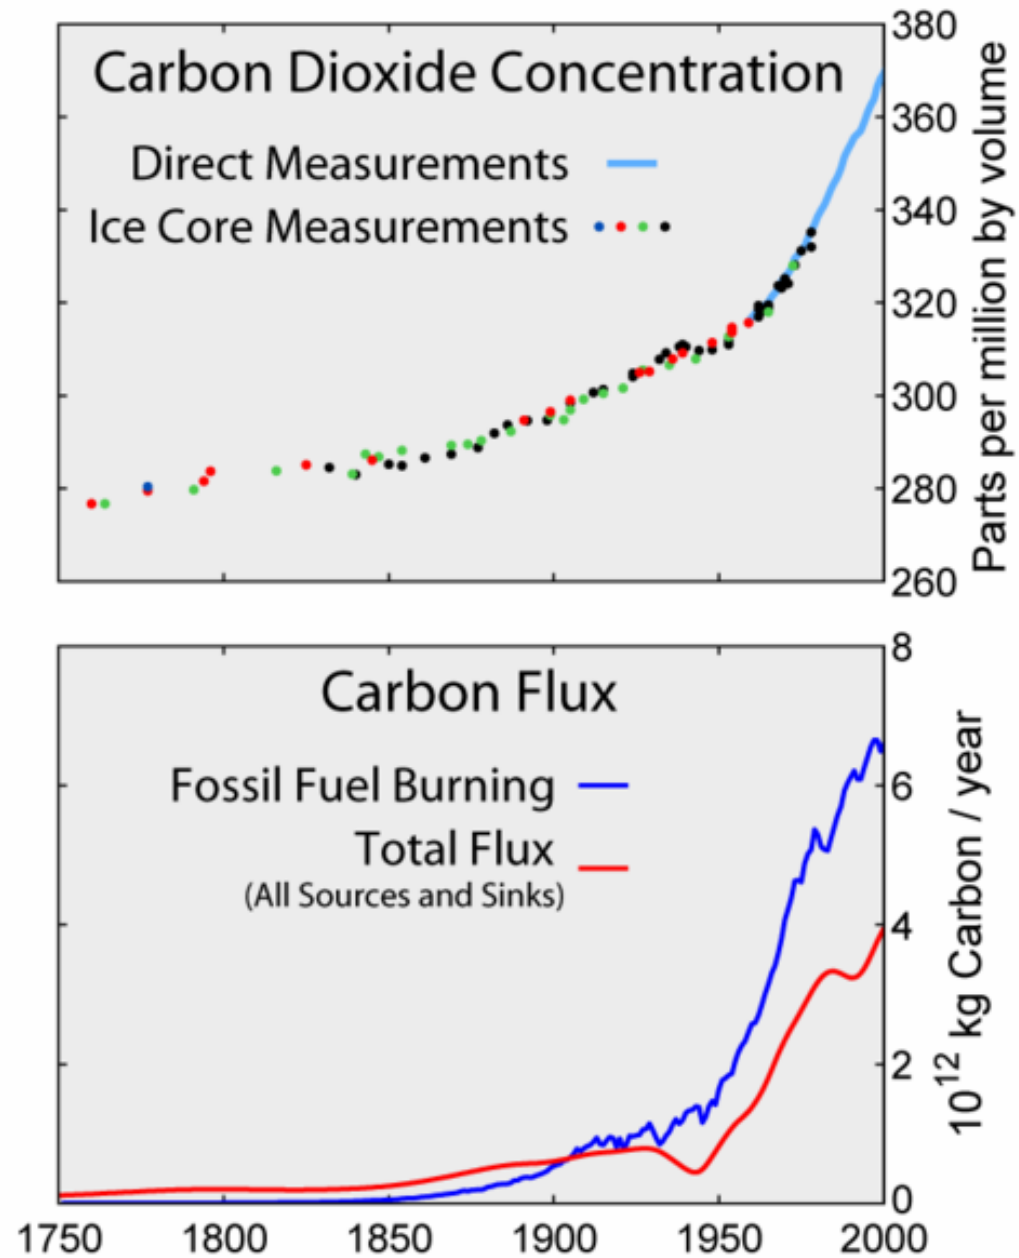 Carbon Dioxide Concentration
Direct Measurements
Ice Core Measurements
380
360
340
320
300
280
260
Parts per million by volume
Carbon Flux
Fossil Fuel Burning
Total Flux
(All Sources and Sinks)
8
6
4
2
0
10¹² kg Carbon / year
1750 1800 1850 1900 1950 2000